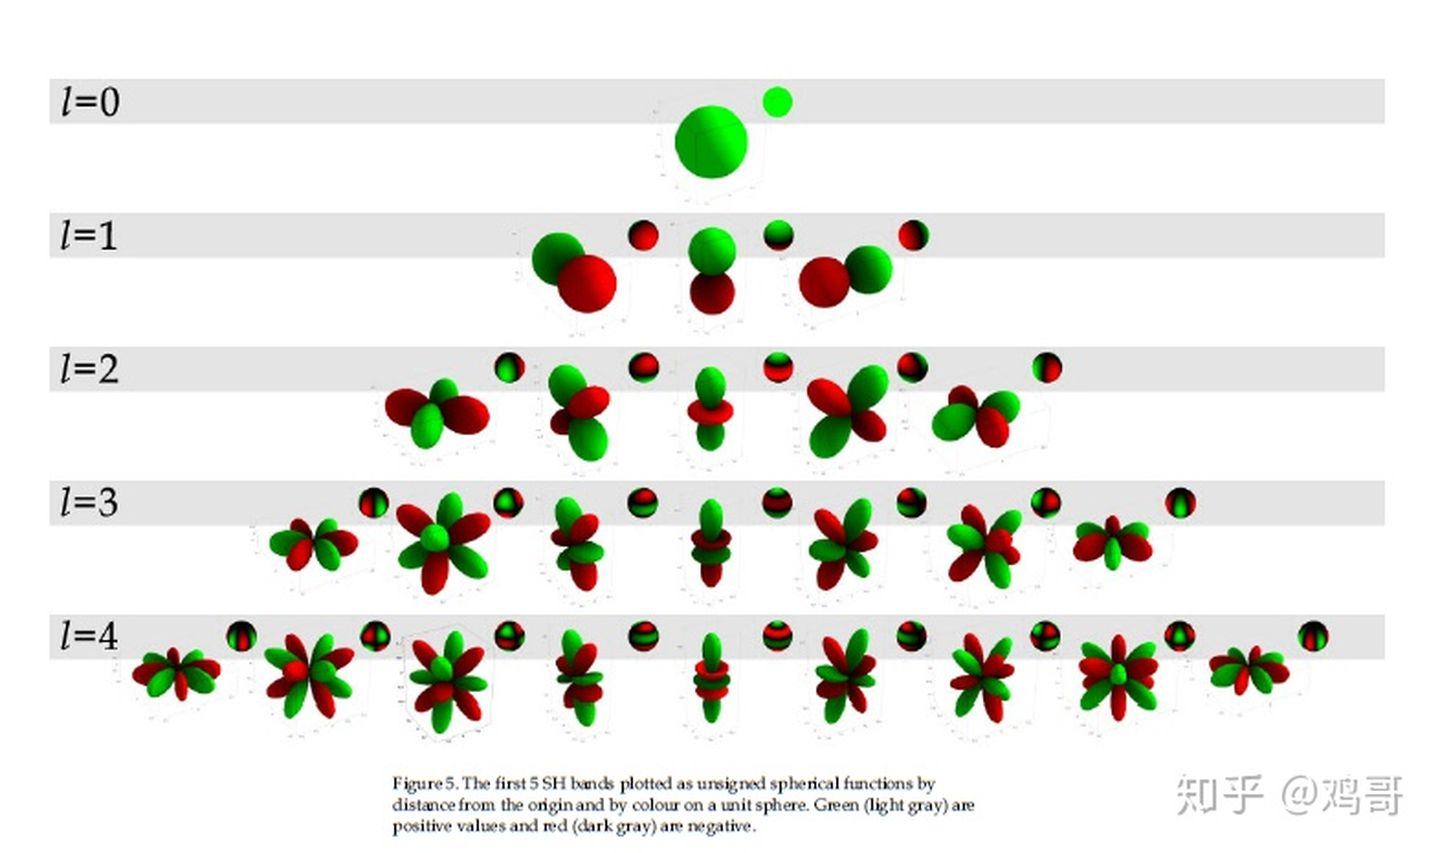 l=0
l=1
l=2
l=3
l=4
Figure 5. The first 5 SH bands plotted as unsigned spherical functions by
distance from the origin and by colour on a unit sphere. Green (light gray) are
positive values and red (dark gray) are negative.
知乎 @鸡哥